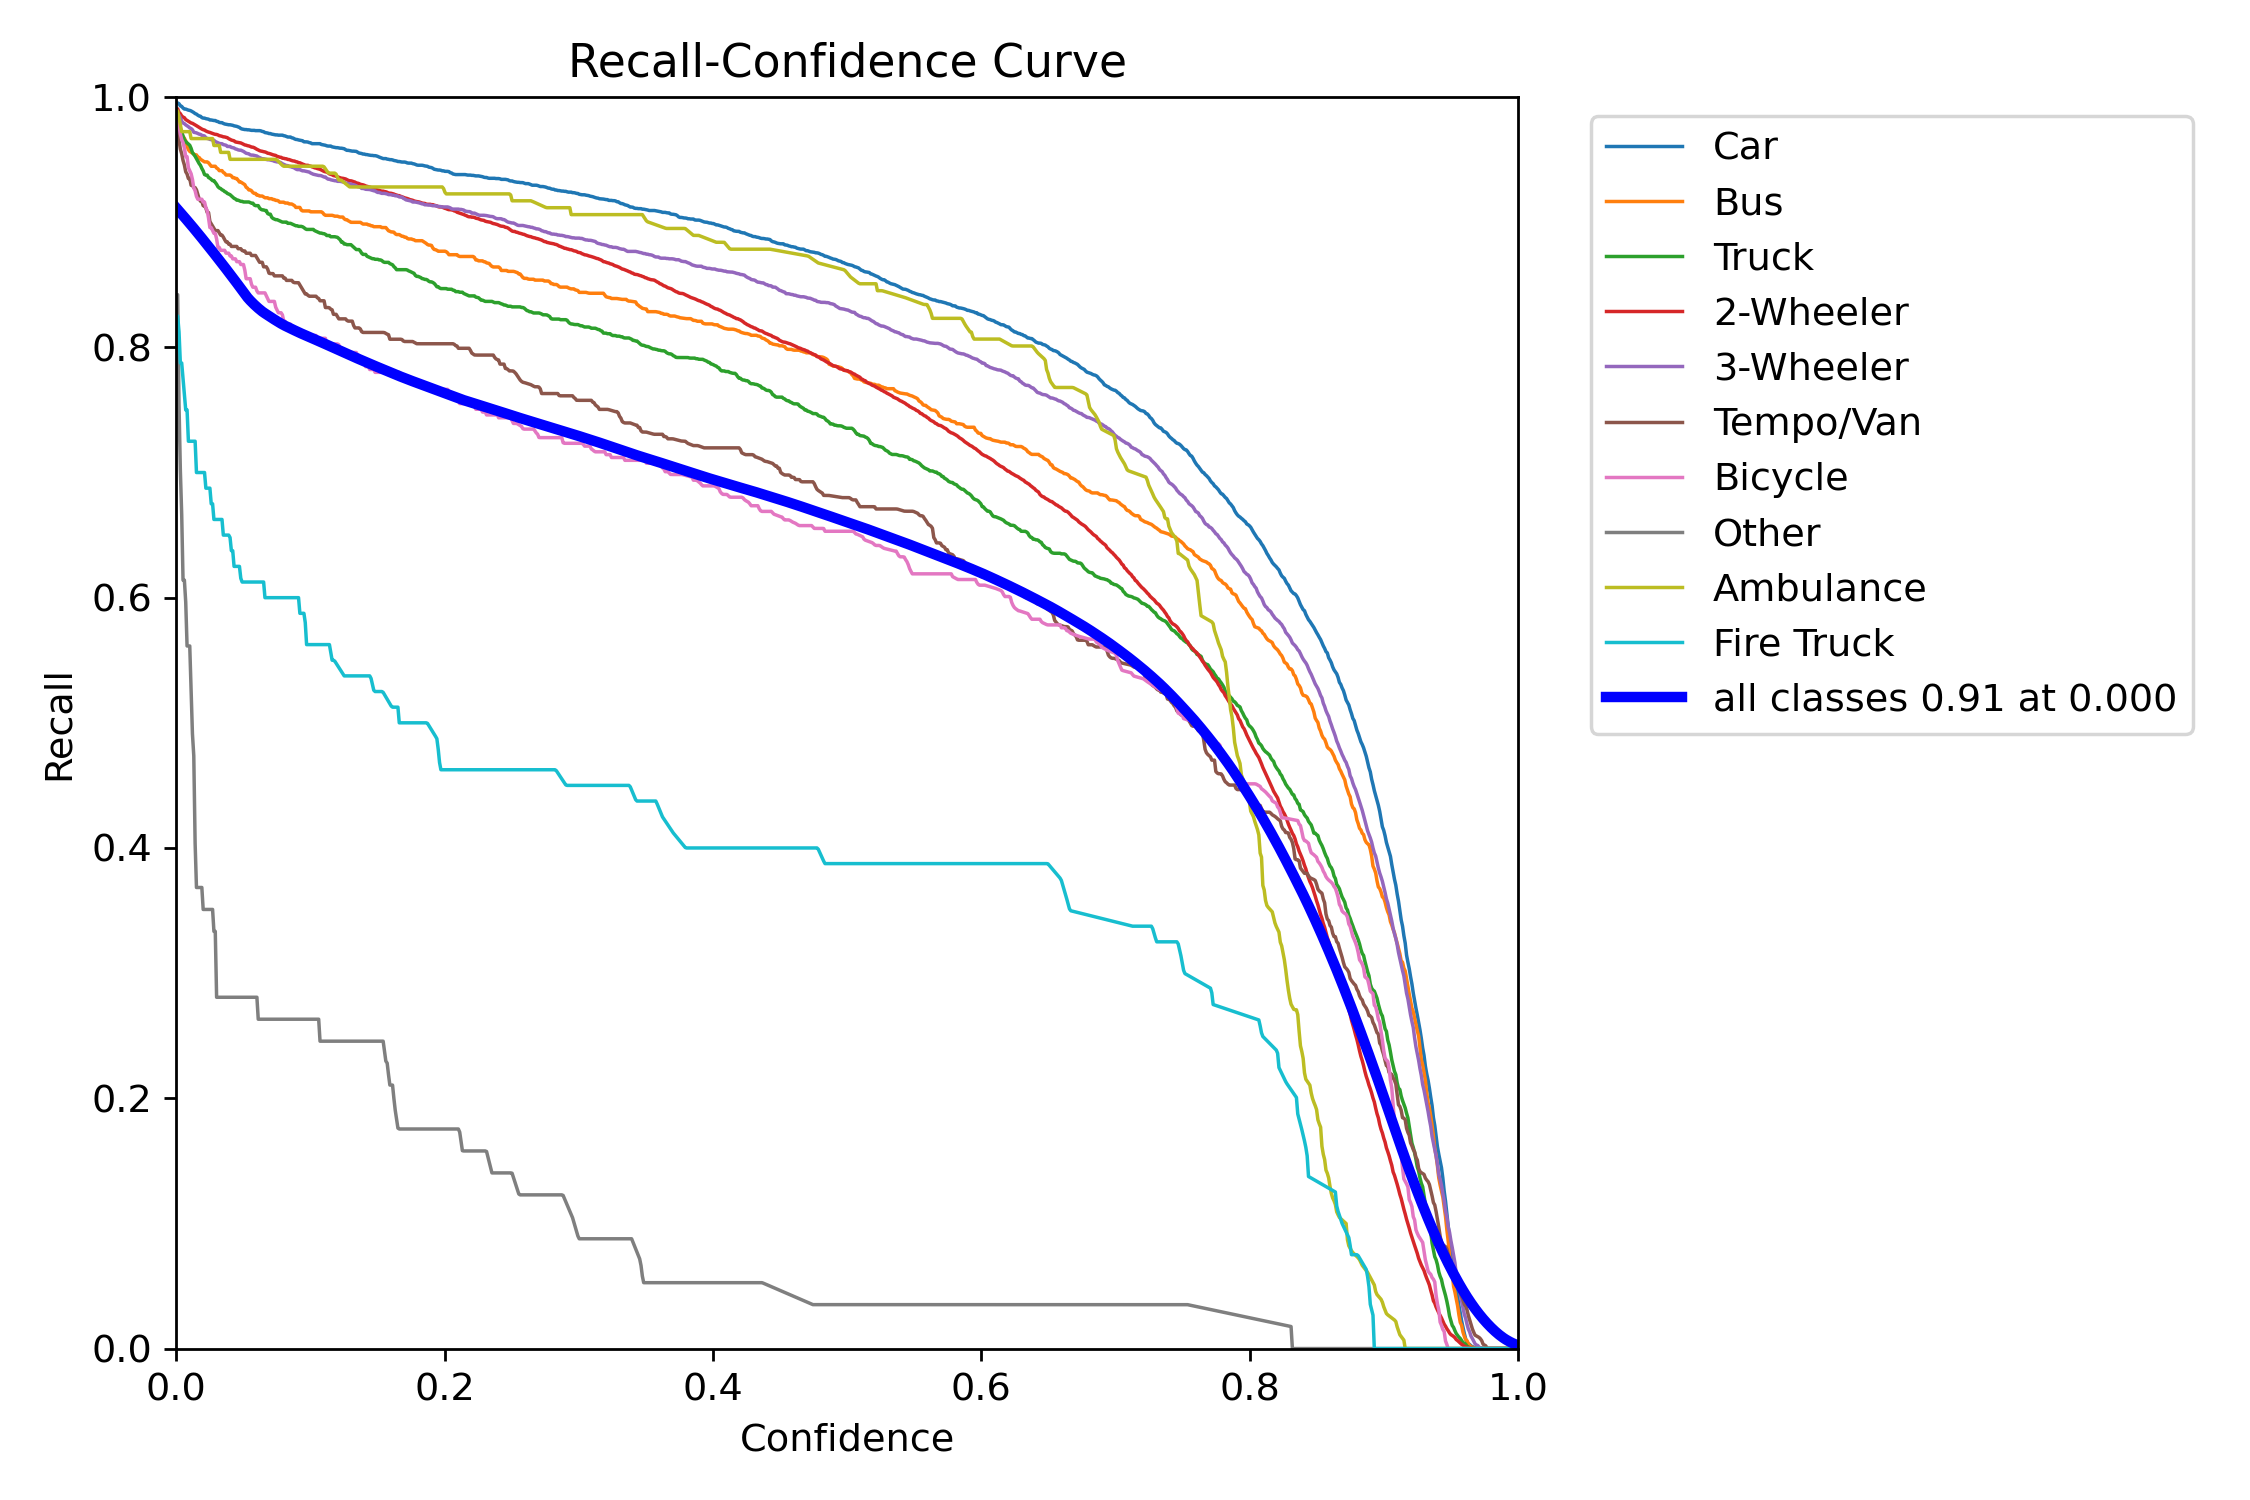 Recall-Confidence Curve
1.0
0.8
0.6
0.4
0.2
0.0
Recall
0.0 0.2 0.4 0.6 0.8 1.0
Confidence
Car
Bus
Truck
2-Wheeler
3-Wheeler
Tempo/Van
Bicycle
Other
Ambulance
Fire Truck
all classes 0.91 at 0.000